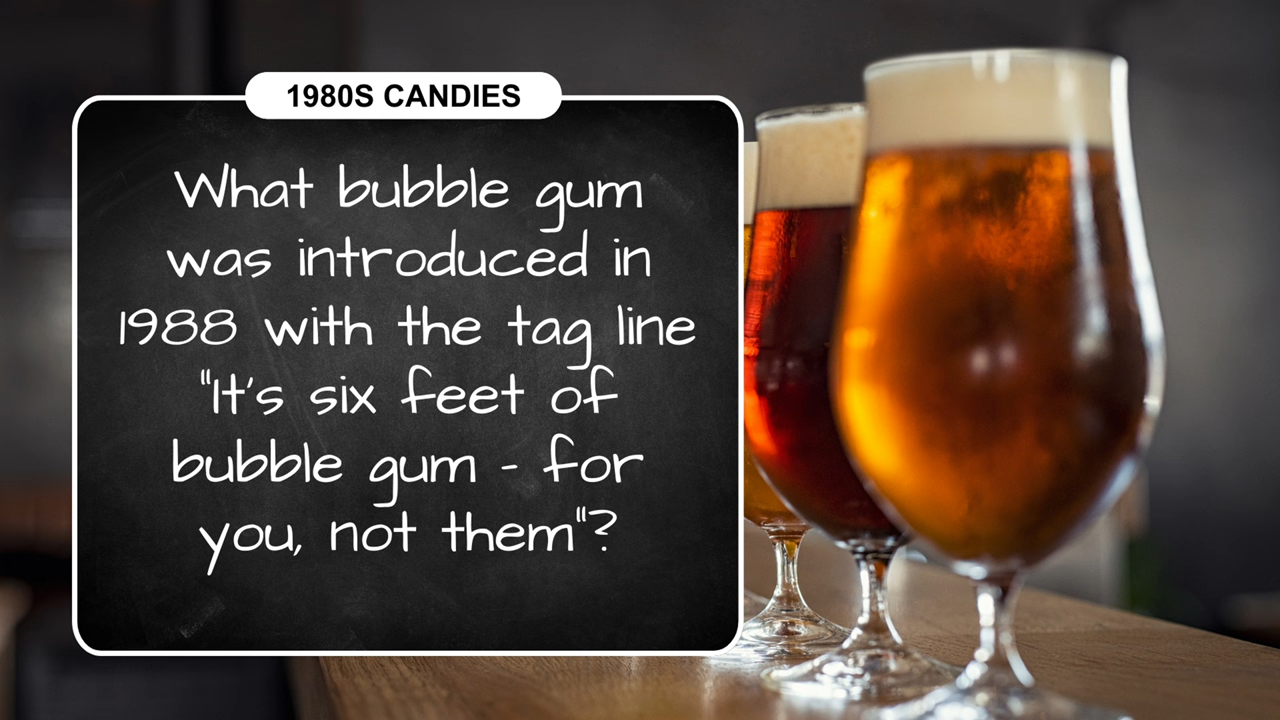 1980S CANDIES
What bubble gum
was introduced in
1988 with the tag line
"It's six feet of
bubble gum - for
you, not them"?